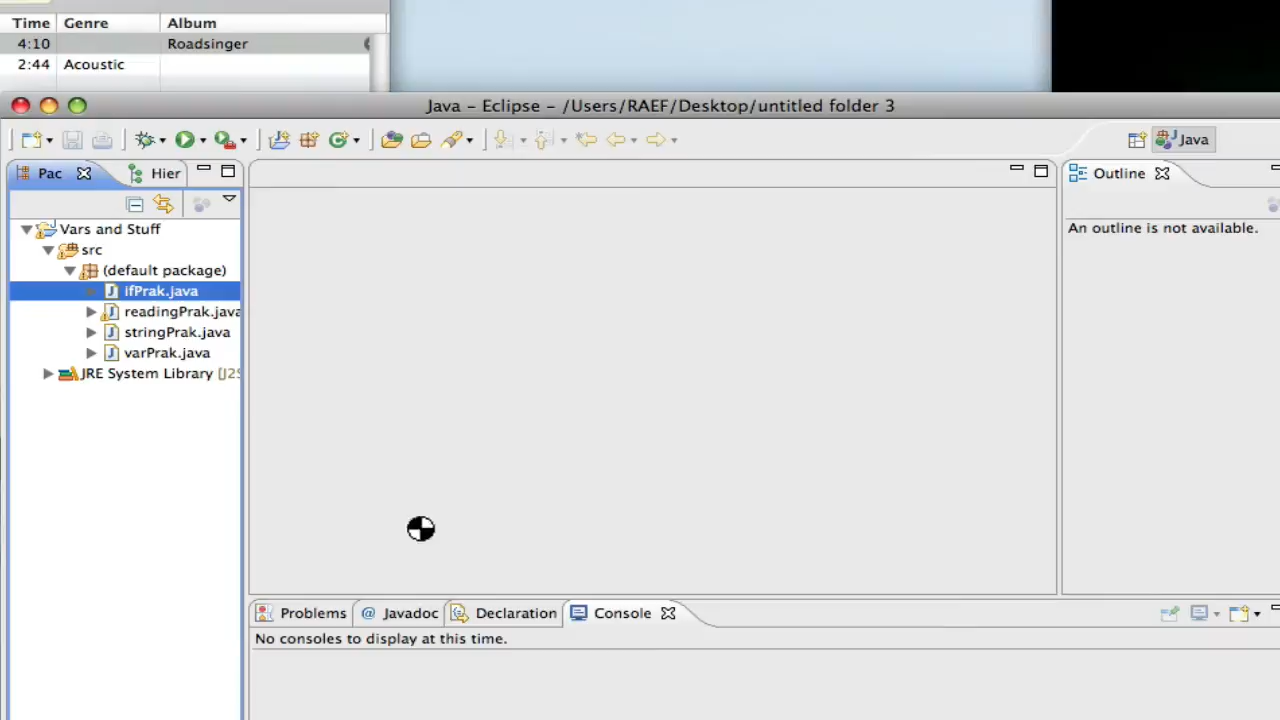 Time Genre Album
4:10 Roadsinger
2:44 Acoustic
Java – Eclipse – /Users/RAEF/Desktop/untitled folder 3
Java
Pac Hier
Outline
Vars and Stuff
An outline is not available.
src
(default package)
ifPrak.java
readingPrak.java
stringPrak.java
varPrak.java
JRE System Library [J2S
Problems @ Javadoc Declaration Console
No consoles to display at this time.